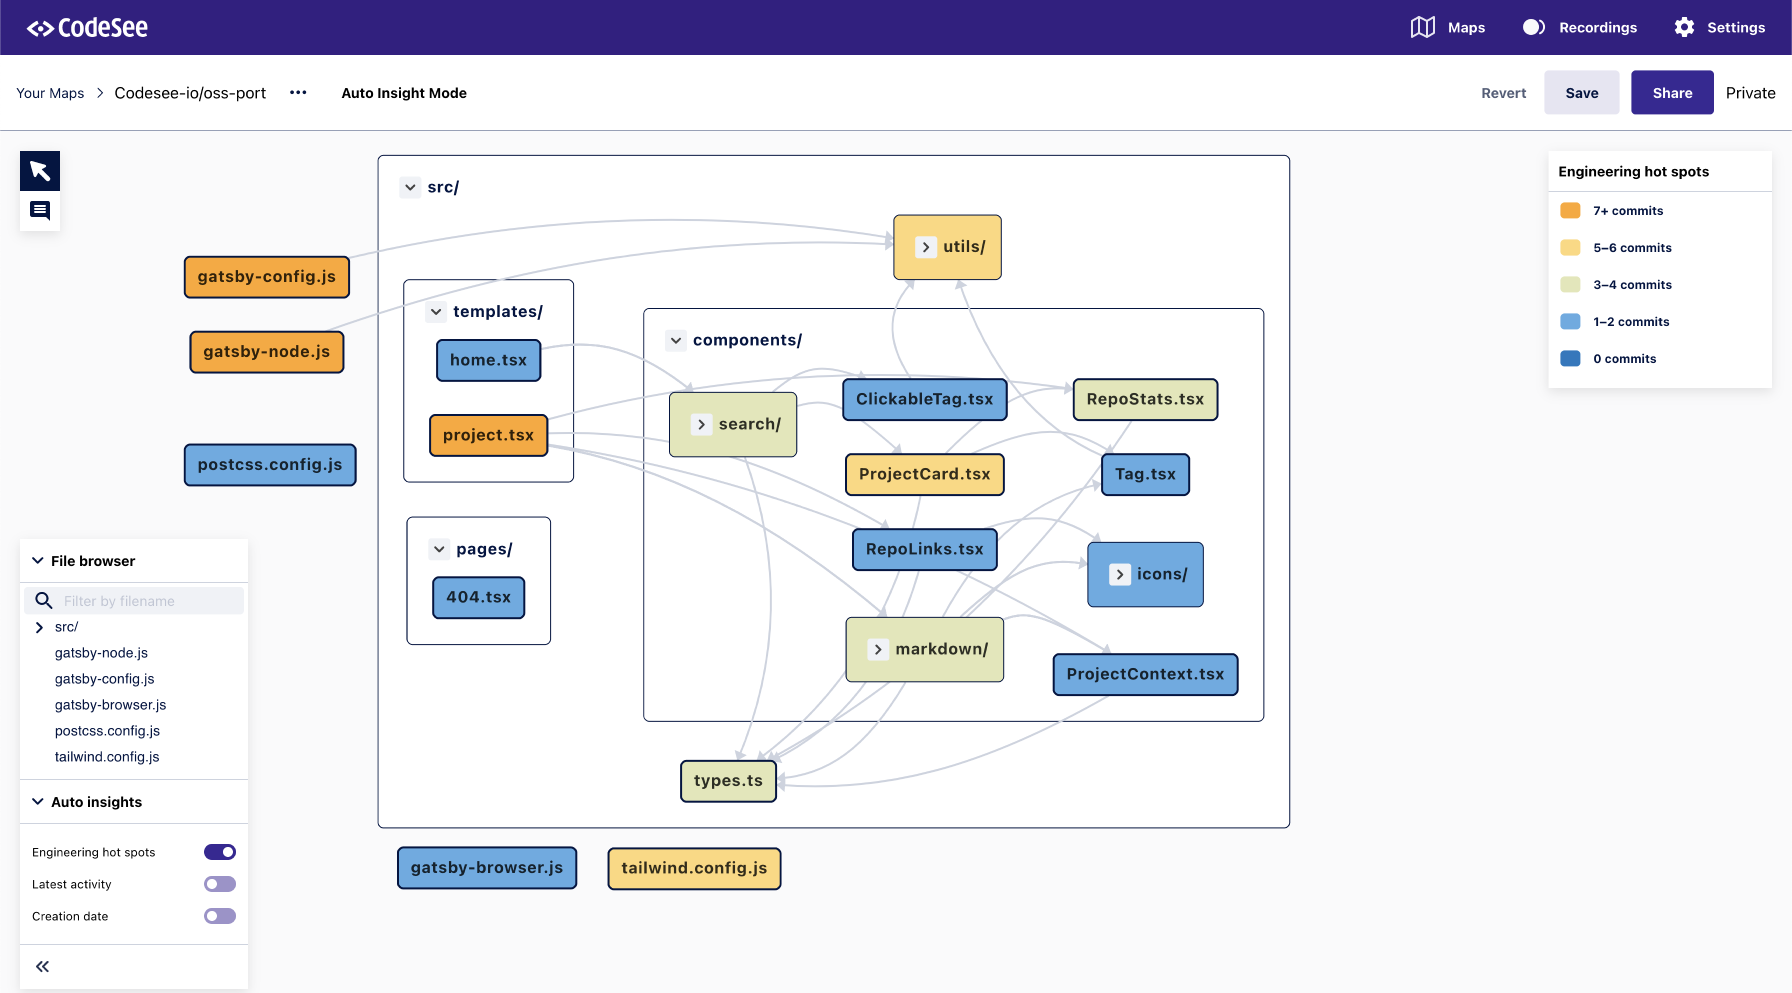 CodeSee
Maps
Recordings
Settings
Your Maps > Codesee-io/oss-port ••• Auto Insight Mode
Revert
Save
Share
Private
src/
utils/
gatsby-config.js
gatsby-node.js
postcss.config.js
templates/
home.tsx
project.tsx
pages/
404.tsx
components/
search/
ClickableTag.tsx
RepoStats.tsx
ProjectCard.tsx
Tag.tsx
RepoLinks.tsx
icons/
markdown/
ProjectContext.tsx
types.ts
gatsby-browser.js
tailwind.config.js
Engineering hot spots
7+ commits
5–6 commits
3–4 commits
1–2 commits
0 commits
File browser
Filter by filename
src/
gatsby-node.js
gatsby-config.js
gatsby-browser.js
postcss.config.js
tailwind.config.js
Auto insights
Engineering hot spots
Latest activity
Creation date